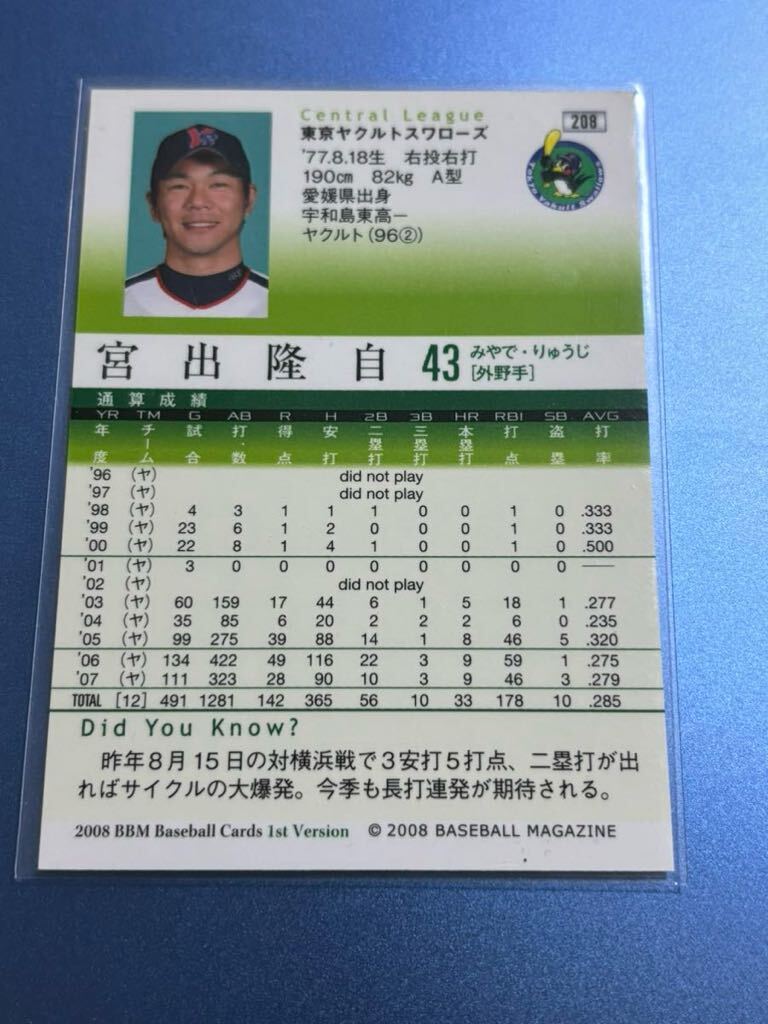 Central League
208
東京ヤクルトスワローズ
'77.8.18生 右投右打
190cm 82kg A型
愛媛県出身
宇和島東高—
ヤクルト(96②)
Tokyo Yakult Swallows
宮出隆自 43 みやで・りゅうじ
[外野手]
通算成績
YR TM G AB R H 2B 3B HR RBI SB AVG
年度 チーム 試合 打数 得点 安打 二塁打 三塁打 本塁打 打点 盗塁 打率
'96 (ヤ) did not play
'97 (ヤ) did not play
'98 (ヤ) 4 3 1 1 1 0 0 1 0 .333
'99 (ヤ) 23 6 1 2 0 0 0 1 0 .333
'00 (ヤ) 22 8 1 4 1 0 0 1 0 .500
'01 (ヤ) 3 0 0 0 0 0 0 0 0 —
'02 (ヤ) did not play
'03 (ヤ) 60 159 17 44 6 1 5 18 1 .277
'04 (ヤ) 35 85 6 20 2 2 2 6 0 .235
'05 (ヤ) 99 275 39 88 14 1 8 46 5 .320
'06 (ヤ) 134 422 49 116 22 3 9 59 1 .275
'07 (ヤ) 111 323 28 90 10 3 9 46 3 .279
TOTAL [12] 491 1281 142 365 56 10 33 178 10 .285
Did You Know?
昨年8月15日の対横浜戦で3安打5打点、二塁打が出
ればサイクルの大爆発。今季も長打連発が期待される。
2008 BBM Baseball Cards 1st Version © 2008 BASEBALL MAGAZINE